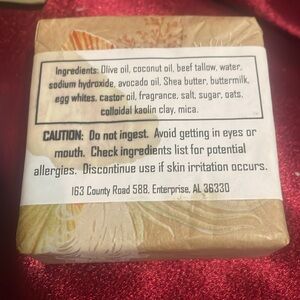 Ingredients: Olive oil, coconut oil, beef tallow, water,
sodium hydroxide, avocado oil, Shea butter, buttermilk,
egg whites, castor oil, fragrance, salt, sugar, oats,
colloidal kaolin clay, mica.
CAUTION: Do not ingest. Avoid getting in eyes or
mouth. Check ingredients list for potential
allergies. Discontinue use if skin irritation occurs.
163 County Road 588, Enterprise, AL 36330